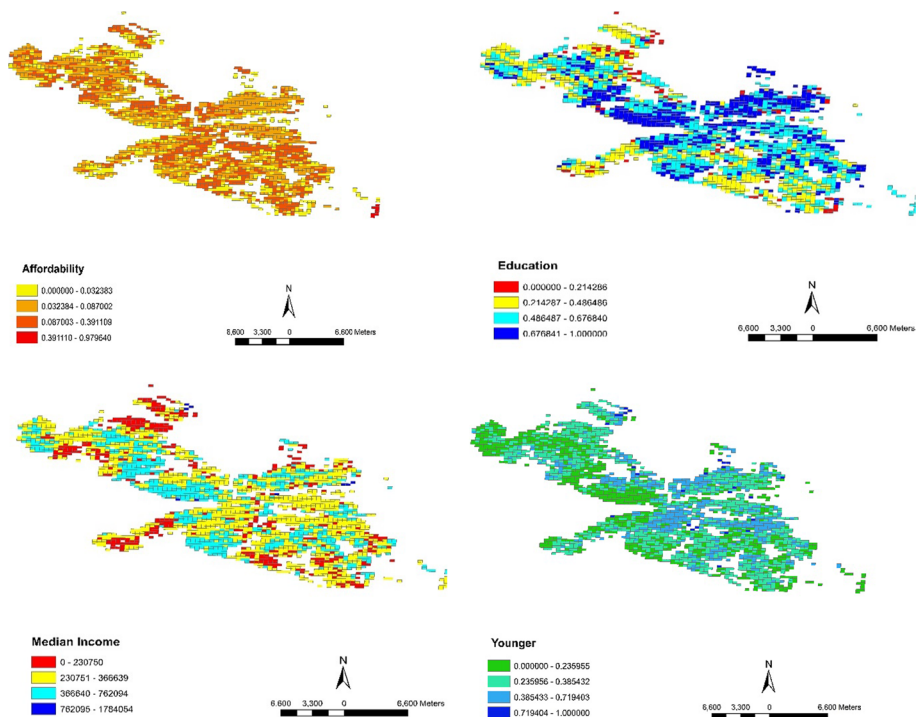 Affordability
0.000000 - 0.032383
0.032384 - 0.087002
0.087003 - 0.391109
0.391110 - 0.979640
N
6,600 3,300 0 6,600 Meters
Education
0.000000 - 0.214286
0.214287 - 0.486486
0.486487 - 0.676840
0.676841 - 1.000000
N
6,600 3,300 0 6,600 Meters
Median Income
0 - 230750
230751 - 366639
366640 - 762094
762095 - 1784054
N
6.600 3,300 0 6.600 Meters
Younger
0.000000 - 0.235955
0.235956 - 0.385432
0.385433 - 0.719403
0.719404 - 1.000000
N
6,600 3,300 0 6,600 Meters